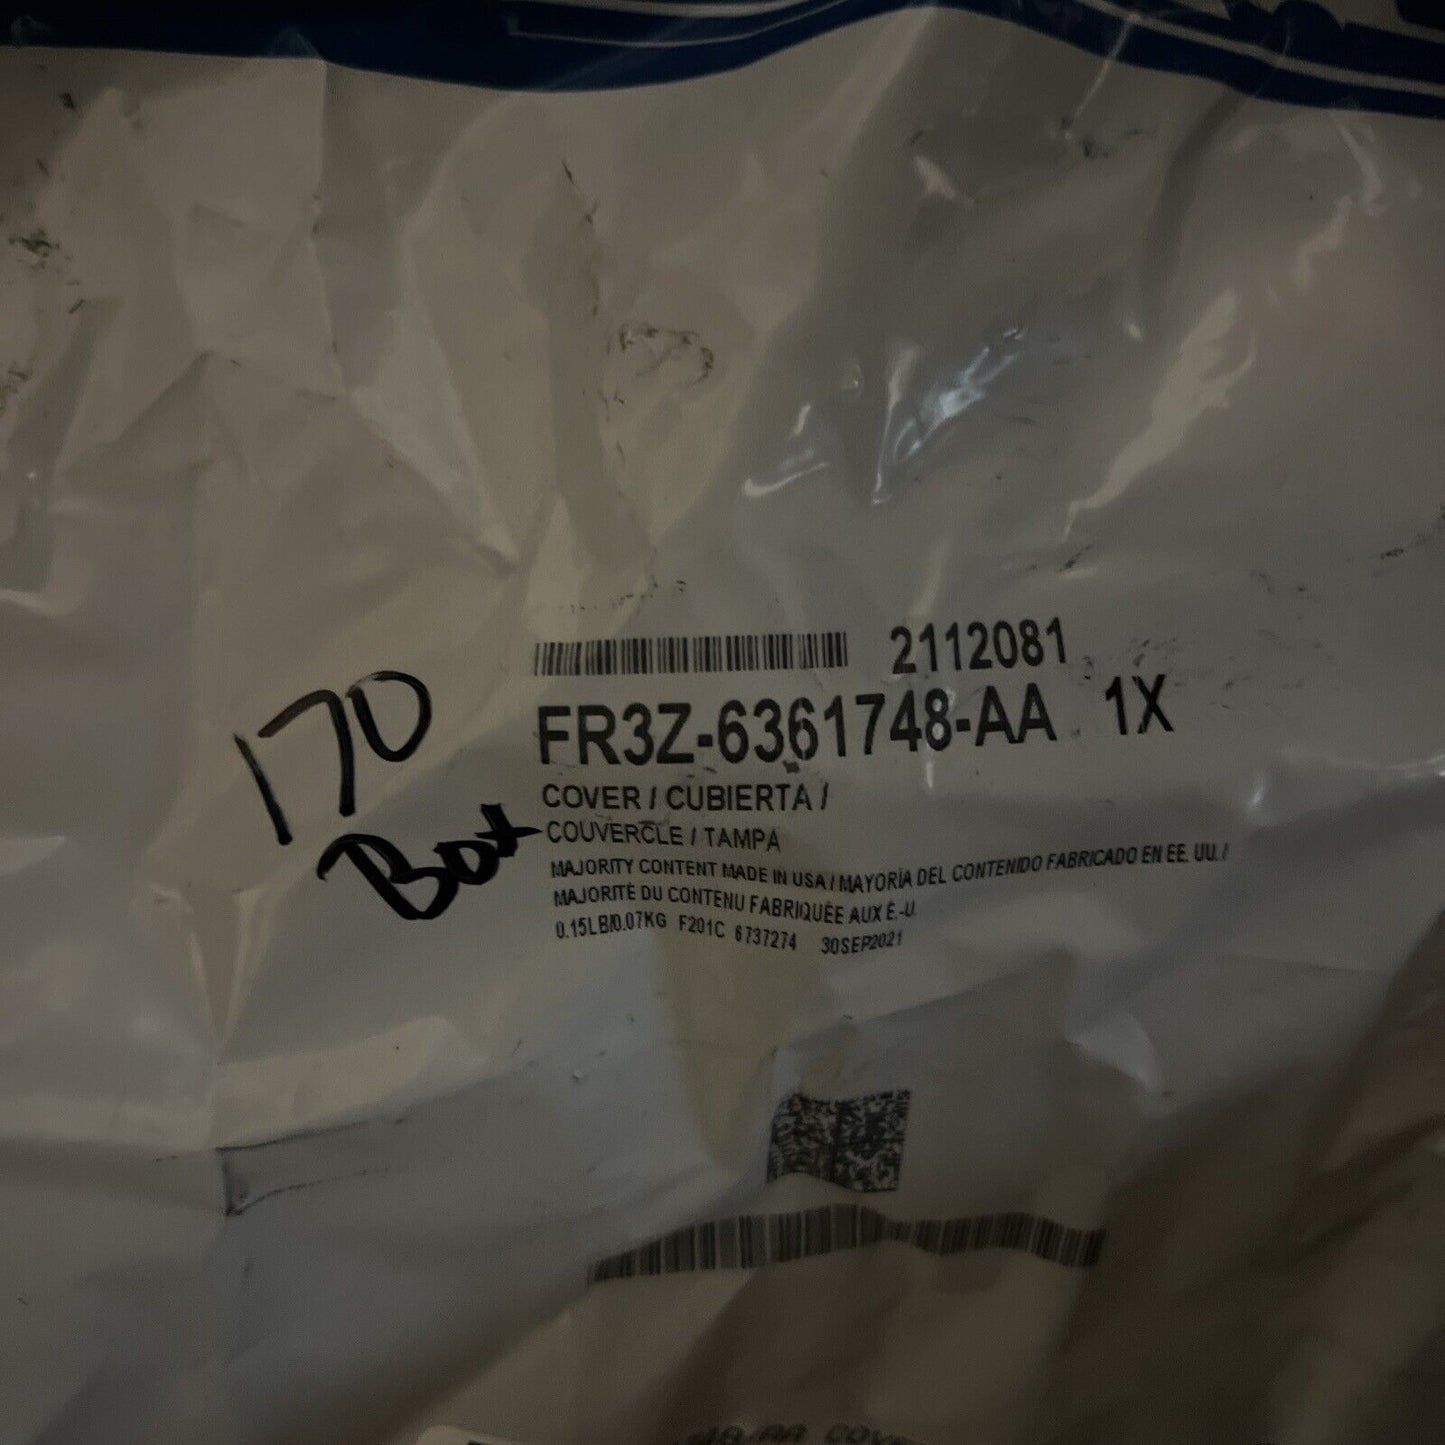 2112081
FR3Z-6361748-AA 1X
COVER / CUBIERTA /
COUVERCLE / TAMPA
MAJORITY CONTENT MADE IN USA / MAYORÍA DEL CONTENIDO FABRICADO EN EE. UU. /
MAJORITÉ DU CONTENU FABRIQUÉE AUX É.-U.
0.15LB/0.07KG F201C 6737274 30SEP2021
170
Bot